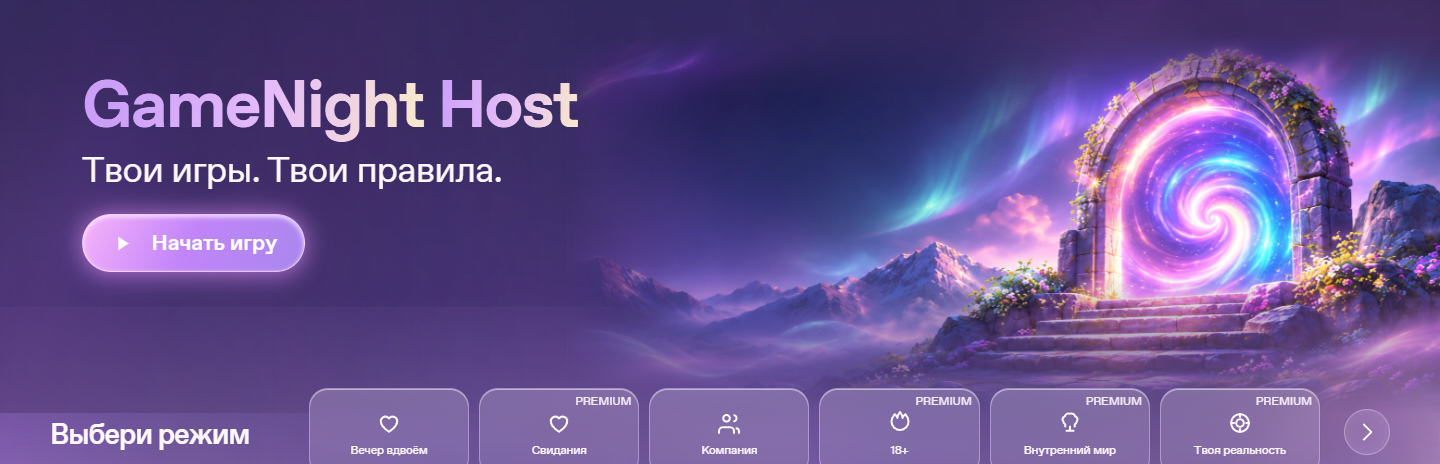 GameNight Host
Твои игры. Твои правила.
Начать игру
Выбери режим
Вечер вдвоём
PREMIUM
Свидания
Компания
PREMIUM
18+
PREMIUM
Внутренний мир
PREMIUM
Твоя реальность